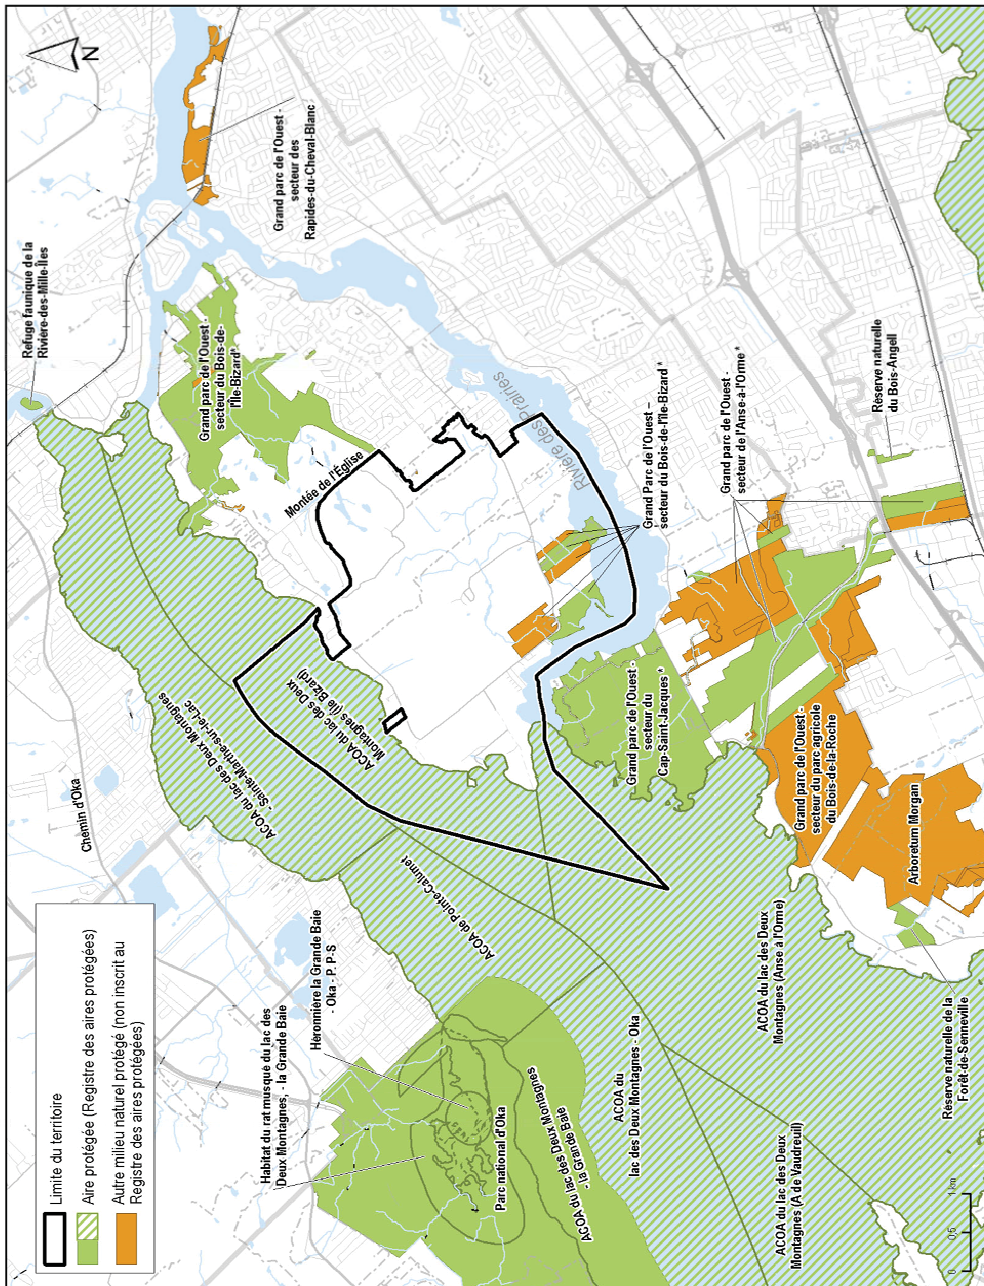 Limite du territoire
Aire protégée (Registre des aires protégées)
Autre milieu naturel protégé (non inscrit au
Registre des aires protégées)
N
Refuge faunique de la
Rivière-des-Mille-Îles
Grand parc de l'Ouest -
secteur des
Rapides-du-Cheval-Blanc
Grand parc de l'Ouest -
secteur du Bois-de-
l'Île-Bizard*
Montée de l'Église
Rivière des Prairies
Chemin d'Oka
ACOA du lac des Deux Montagnes
- Sainte-Marthe-sur-le-Lac
ACOA du lac des Deux
Montagnes (Île Bizard)
ACOA de Pointe-Calumet
Grand Parc de l'Ouest –
secteur du Bois-de-l'Île-Bizard *
Grand parc de l'Ouest -
secteur de l'Anse-à-l'Orme *
Réserve naturelle
du Bois-Angell
Grand parc de l'Ouest -
secteur du
Cap-Saint-Jacques *
Grand parc de l'Ouest -
secteur du parc agricole
du Bois-de-la-Roche
Arboretum Morgan
Réserve naturelle de la
Forêt-de-Senneville
Habitat du rat musqué du lac des
Deux Montagnes, - la Grande Baie
Héronnière la Grande Baie
- Oka - P. P.-S
Parc national d'Oka
ACOA du lac des Deux Montagnes
- la Grande Baie
ACOA du
lac des Deux Montagnes - Oka
ACOA du lac des Deux
Montagnes (Anse à l'Orme)
ACOA du lac des Deux
Montagnes (A de Vaudreuil)
0 0,5 1 km